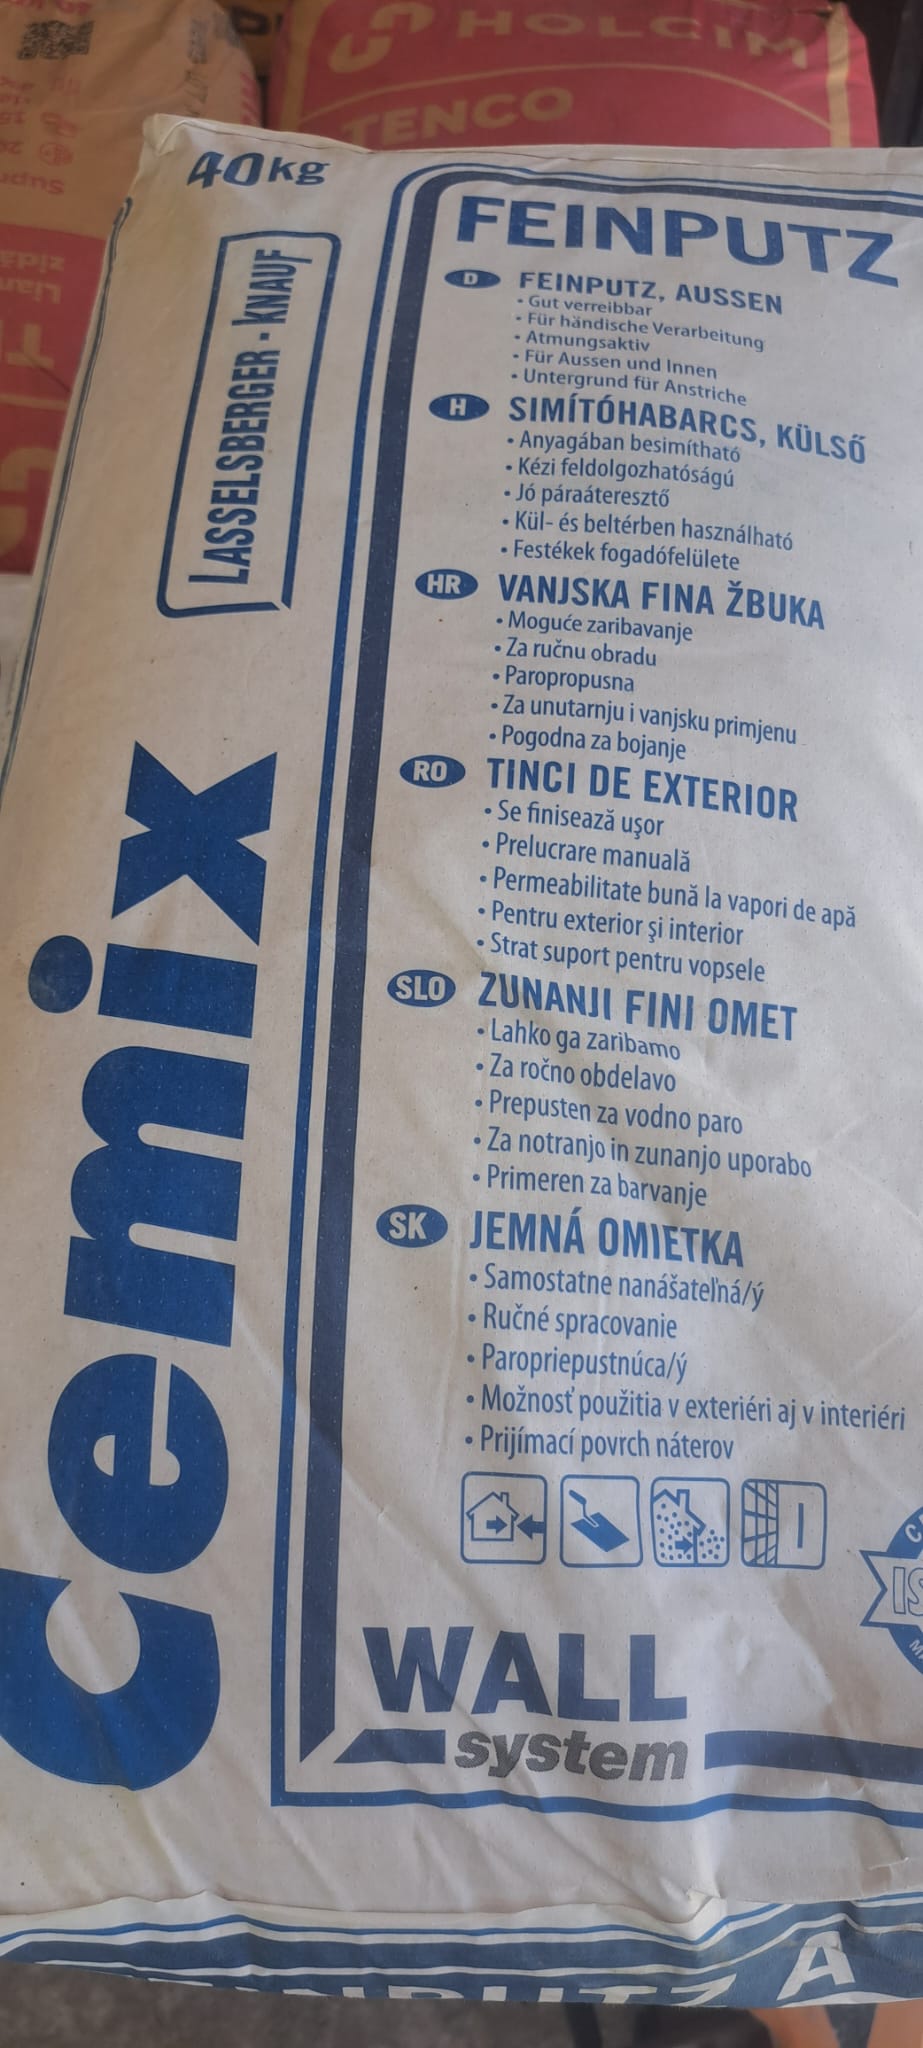 HOLCIM
TENCO
40kg
LASSELSBERGER - KNAUF
Cemix
FEINPUTZ
D FEINPUTZ, AUSSEN
• Gut verreibbar
• Für händische Verarbeitung
• Atmungsaktiv
• Für Aussen und Innen
• Untergrund für Anstriche
H SIMÍTÓHABARCS, KÜLSŐ
• Anyagában besimítható
• Kézi feldolgozhatóságú
• Jó páraáteresztő
• Kül- és beltérben használható
• Festékek fogadófelülete
HR VANJSKA FINA ŽBUKA
• Moguće zaribavanje
• Za ručnu obradu
• Paropropusna
• Za unutarnju i vanjsku primjenu
• Pogodna za bojanje
RO TINCI DE EXTERIOR
• Se finisează uşor
• Prelucrare manuală
• Permeabilitate bună la vapori de apă
• Pentru exterior şi interior
• Strat suport pentru vopsele
SLO ZUNANJI FINI OMET
• Lahko ga zaribamo
• Za ročno obdelavo
• Prepusten za vodno paro
• Za notranjo in zunanjo uporabo
• Primeren za barvanje
SK JEMNÁ OMIETKA
• Samostatne nanášateľná/ý
• Ručné spracovanie
• Paropriepustnúca/ý
• Možnosť použitia v exteriéri aj v interiéri
• Prijímací povrch náterov
WALL
system
A